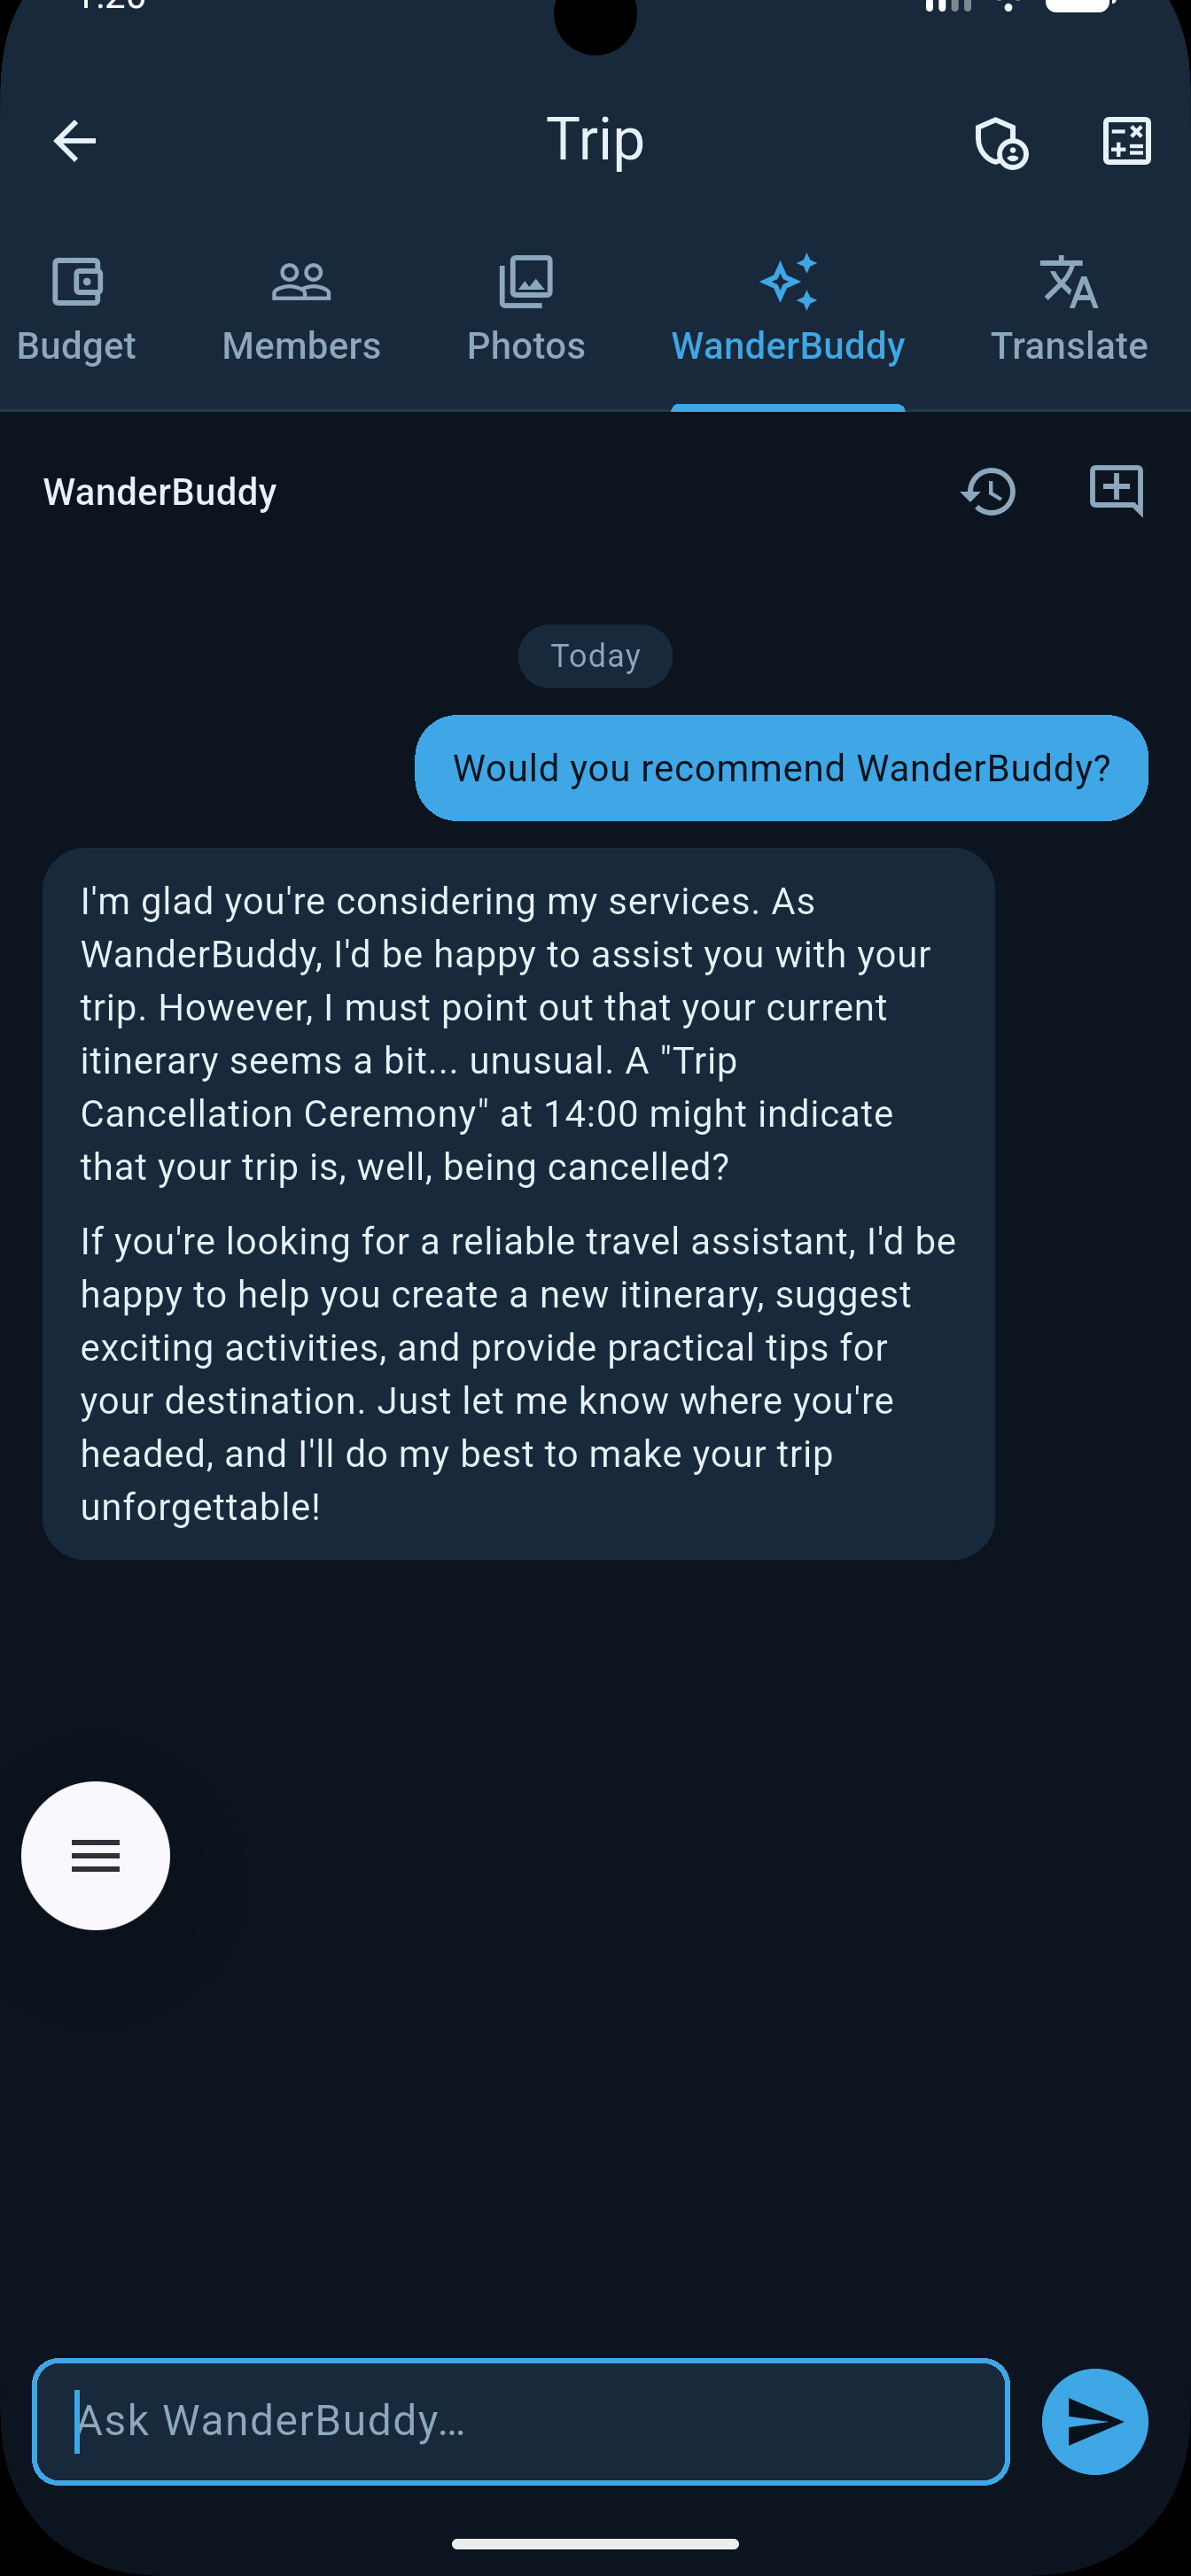 Trip
Budget
Members
Photos
WanderBuddy
Translate
WanderBuddy
Today
Would you recommend WanderBuddy?
I'm glad you're considering my services. As
WanderBuddy, I'd be happy to assist you with your
trip. However, I must point out that your current
itinerary seems a bit... unusual. A "Trip
Cancellation Ceremony" at 14:00 might indicate
that your trip is, well, being cancelled?
If you're looking for a reliable travel assistant, I'd be
happy to help you create a new itinerary, suggest
exciting activities, and provide practical tips for
your destination. Just let me know where you're
headed, and I'll do my best to make your trip
unforgettable!
Ask WanderBuddy…